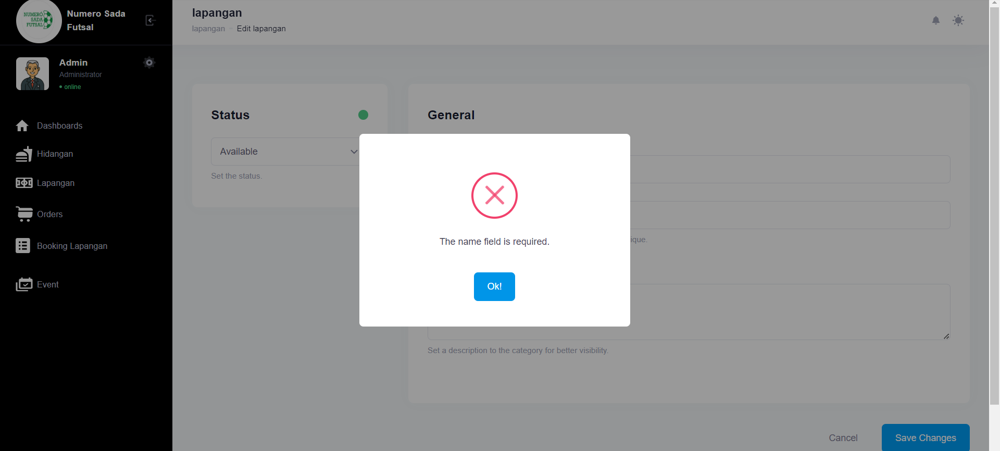 NUMERO
SADA
FUTSAL
Numero Sada
Futsal
Admin
Administrator
online
Dashboards
Hidangan
Lapangan
Orders
Booking Lapangan
Event
lapangan
lapangan - Edit lapangan
Status
Available
Set the status.
General
ique.
Set a description to the category for better visibility.
Cancel
Save Changes
The name field is required.
Ok!